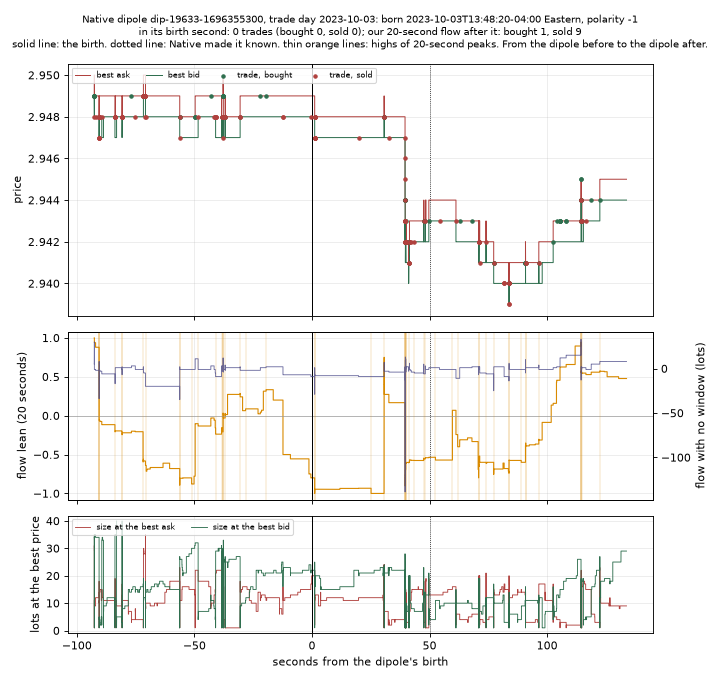 Native dipole dip-19633-1696355300, trade day 2023-10-03: born 2023-10-03T13:48:20-04:00 Eastern, polarity -1
in its birth second: 0 trades (bought 0, sold 0); our 20-second flow after it: bought 1, sold 9
solid line: the birth. dotted line: Native made it known. thin orange lines: highs of 20-second peaks. From the dipole before to the dipole after.
best ask best bid trade, bought trade, sold
2.950
2.948
2.946
2.944
2.942
2.940
price
1.0
0.5
0.0
−0.5
−1.0
flow lean (20 seconds)
0
−50
−100
flow with no window (lots)
size at the best ask size at the best bid
40
30
20
10
0
lots at the best price
−100 −50 0 50 100
seconds from the dipole's birth